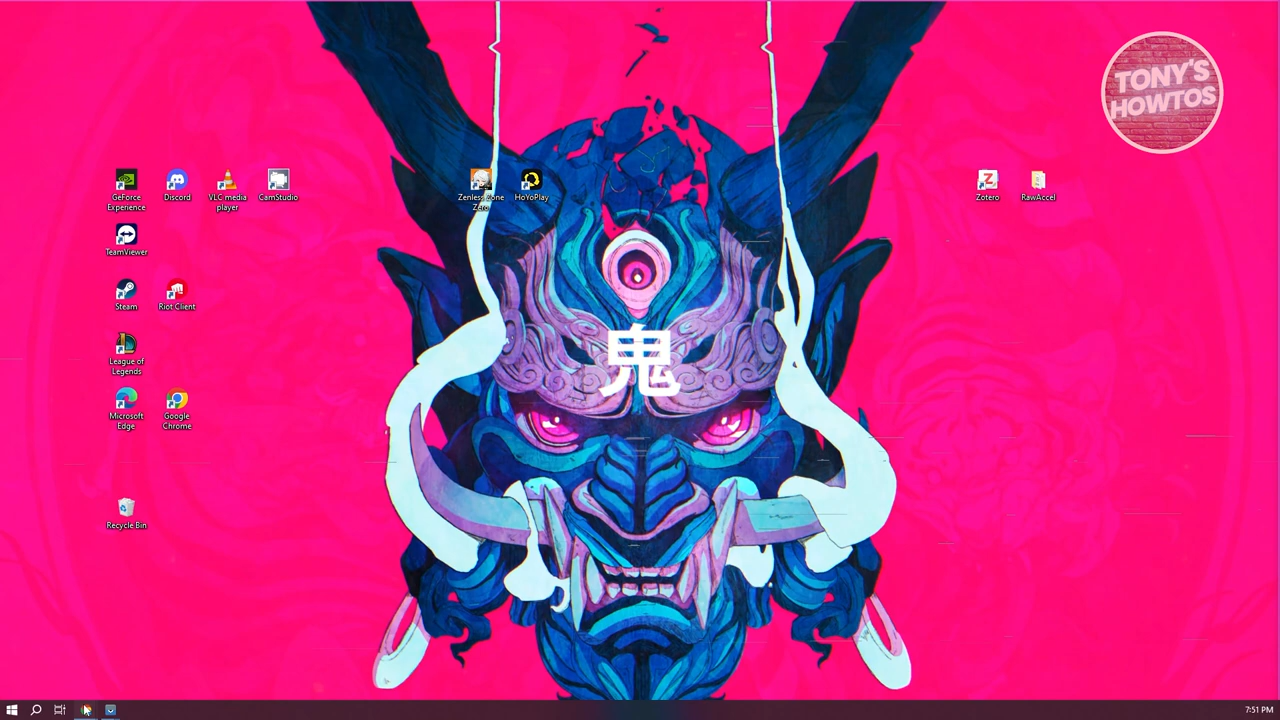 TONY'S
HOWTOS
GeForce
Experience
Discord
VLC media
player
CamStudio
Zenless Zone
Zero
HoYoPlay
Zotero
RawAccel
TeamViewer
Steam
Riot Client
鬼
League of
Legends
Microsoft
Edge
Google
Chrome
Recycle Bin
7:51 PM